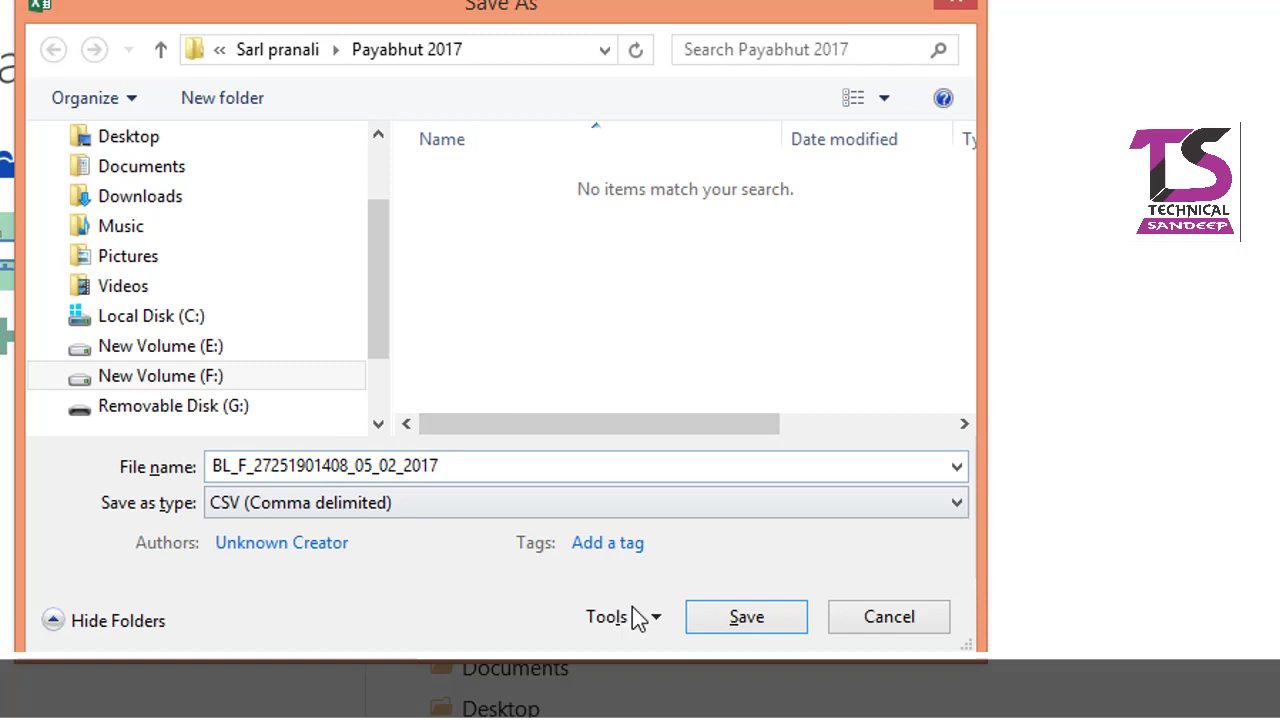 Save As
« Sarl pranali Payabhut 2017
Search Payabhut 2017
Organize
New folder
Desktop
Documents
Downloads
Music
Pictures
Videos
Local Disk (C:)
New Volume (E:)
New Volume (F:)
Removable Disk (G:)
Name
Date modified
No items match your search.
File name: BL_F_27251901408_05_02_2017
Save as type: CSV (Comma delimited)
Authors: Unknown Creator
Tags: Add a tag
Hide Folders
Tools
Save
Cancel
Documents
Desktop
TS
TECHNICAL
SANDEEP